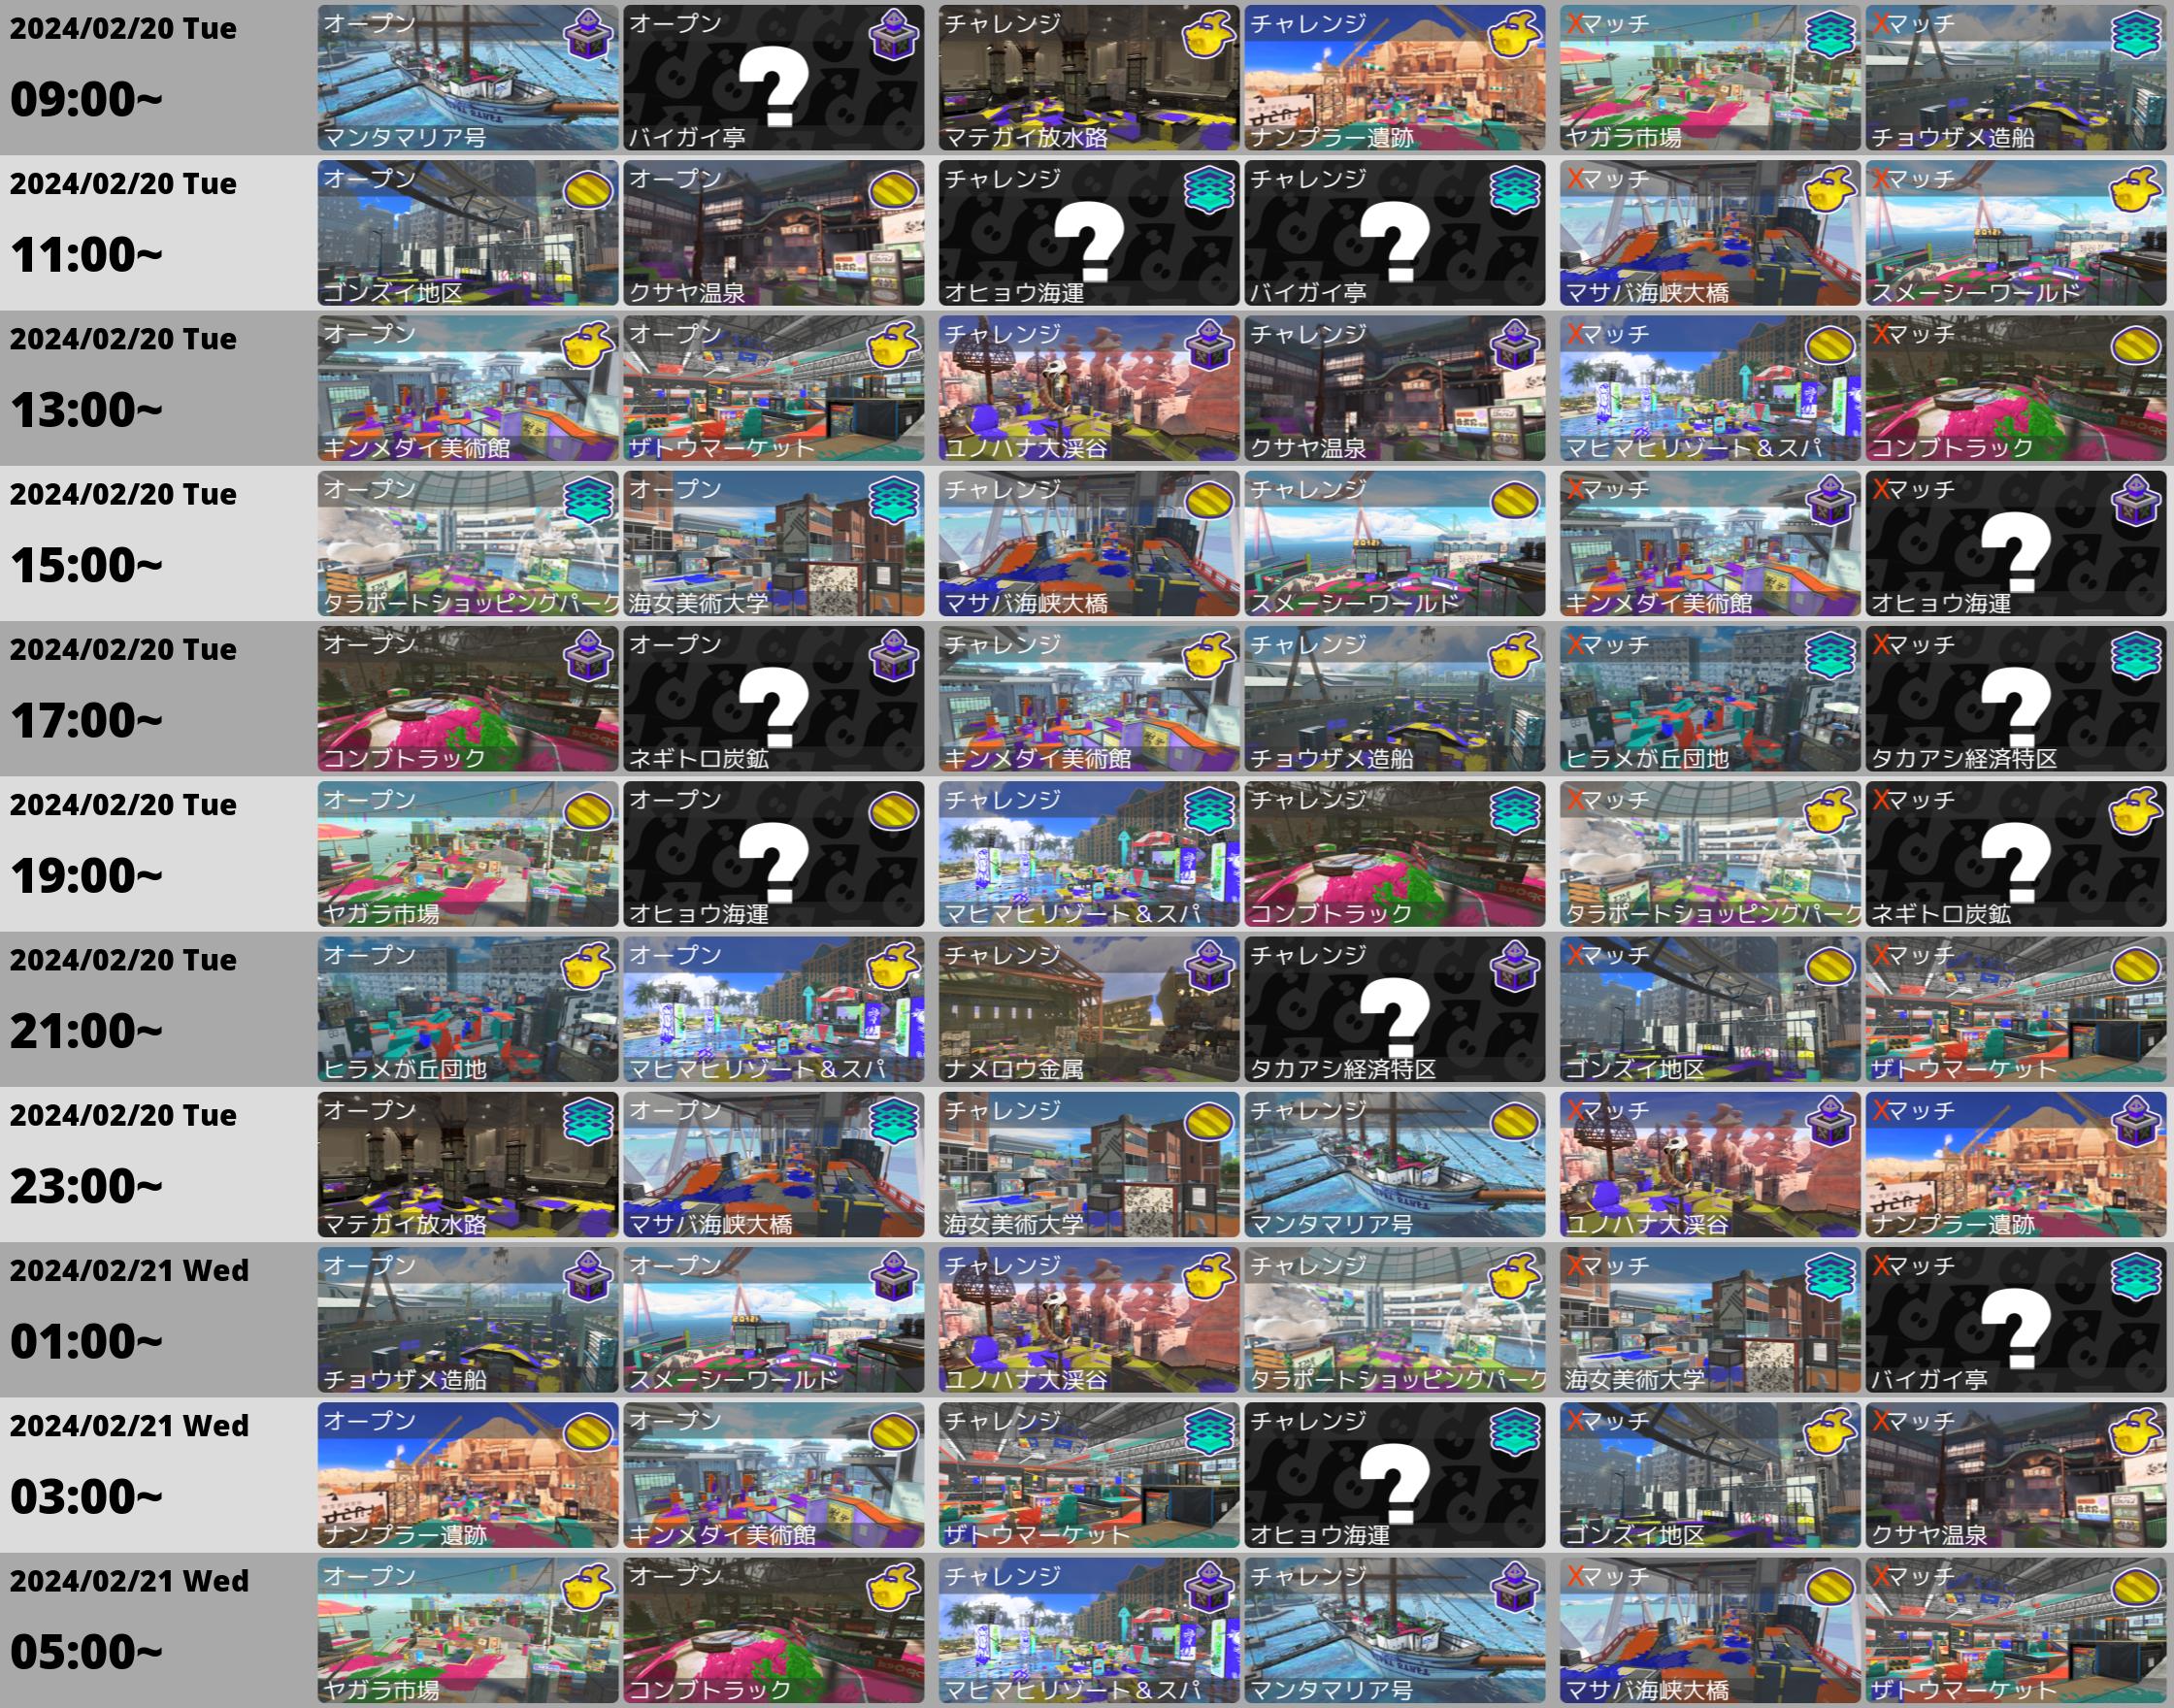 2024/02/20 Tue
09:00~
オープン
マンタマリア号
オープン
バイガイ亭
チャレンジ
マテガイ放水路
チャレンジ
ナンプラー遺跡
Xマッチ
ヤガラ市場
Xマッチ
チョウザメ造船
2024/02/20 Tue
11:00~
オープン
ゴンズイ地区
オープン
クサヤ温泉
チャレンジ
オヒョウ海運
チャレンジ
バイガイ亭
Xマッチ
マサバ海峡大橋
Xマッチ
スメーシーワールド
2024/02/20 Tue
13:00~
オープン
キンメダイ美術館
オープン
ザトウマーケット
チャレンジ
ユノハナ大渓谷
チャレンジ
クサヤ温泉
Xマッチ
マヒマヒリゾート&スパ
Xマッチ
コンブトラック
2024/02/20 Tue
15:00~
オープン
タラポートショッピングパーク
オープン
海女美術大学
チャレンジ
マサバ海峡大橋
チャレンジ
スメーシーワールド
Xマッチ
キンメダイ美術館
Xマッチ
オヒョウ海運
2024/02/20 Tue
17:00~
オープン
コンブトラック
オープン
ネギトロ炭鉱
チャレンジ
キンメダイ美術館
チャレンジ
チョウザメ造船
Xマッチ
ヒラメが丘団地
Xマッチ
タカアシ経済特区
2024/02/20 Tue
19:00~
オープン
ヤガラ市場
オープン
オヒョウ海運
チャレンジ
マヒマヒリゾート&スパ
チャレンジ
コンブトラック
Xマッチ
タラポートショッピングパーク
Xマッチ
ネギトロ炭鉱
2024/02/20 Tue
21:00~
オープン
ヒラメが丘団地
オープン
マヒマヒリゾート&スパ
チャレンジ
ナメロウ金属
チャレンジ
タカアシ経済特区
Xマッチ
ゴンズイ地区
Xマッチ
ザトウマーケット
2024/02/20 Tue
23:00~
オープン
マテガイ放水路
オープン
マサバ海峡大橋
チャレンジ
海女美術大学
チャレンジ
マンタマリア号
Xマッチ
ユノハナ大渓谷
Xマッチ
ナンプラー遺跡
2024/02/21 Wed
01:00~
オープン
チョウザメ造船
オープン
スメーシーワールド
チャレンジ
ユノハナ大渓谷
チャレンジ
タラポートショッピングパーク
Xマッチ
海女美術大学
Xマッチ
バイガイ亭
2024/02/21 Wed
03:00~
オープン
ナンプラー遺跡
オープン
キンメダイ美術館
チャレンジ
ザトウマーケット
チャレンジ
オヒョウ海運
Xマッチ
ゴンズイ地区
Xマッチ
クサヤ温泉
2024/02/21 Wed
05:00~
オープン
ヤガラ市場
オープン
コンブトラック
チャレンジ
マヒマヒリゾート&スパ
チャレンジ
マンタマリア号
Xマッチ
マサバ海峡大橋
Xマッチ
ザトウマーケット